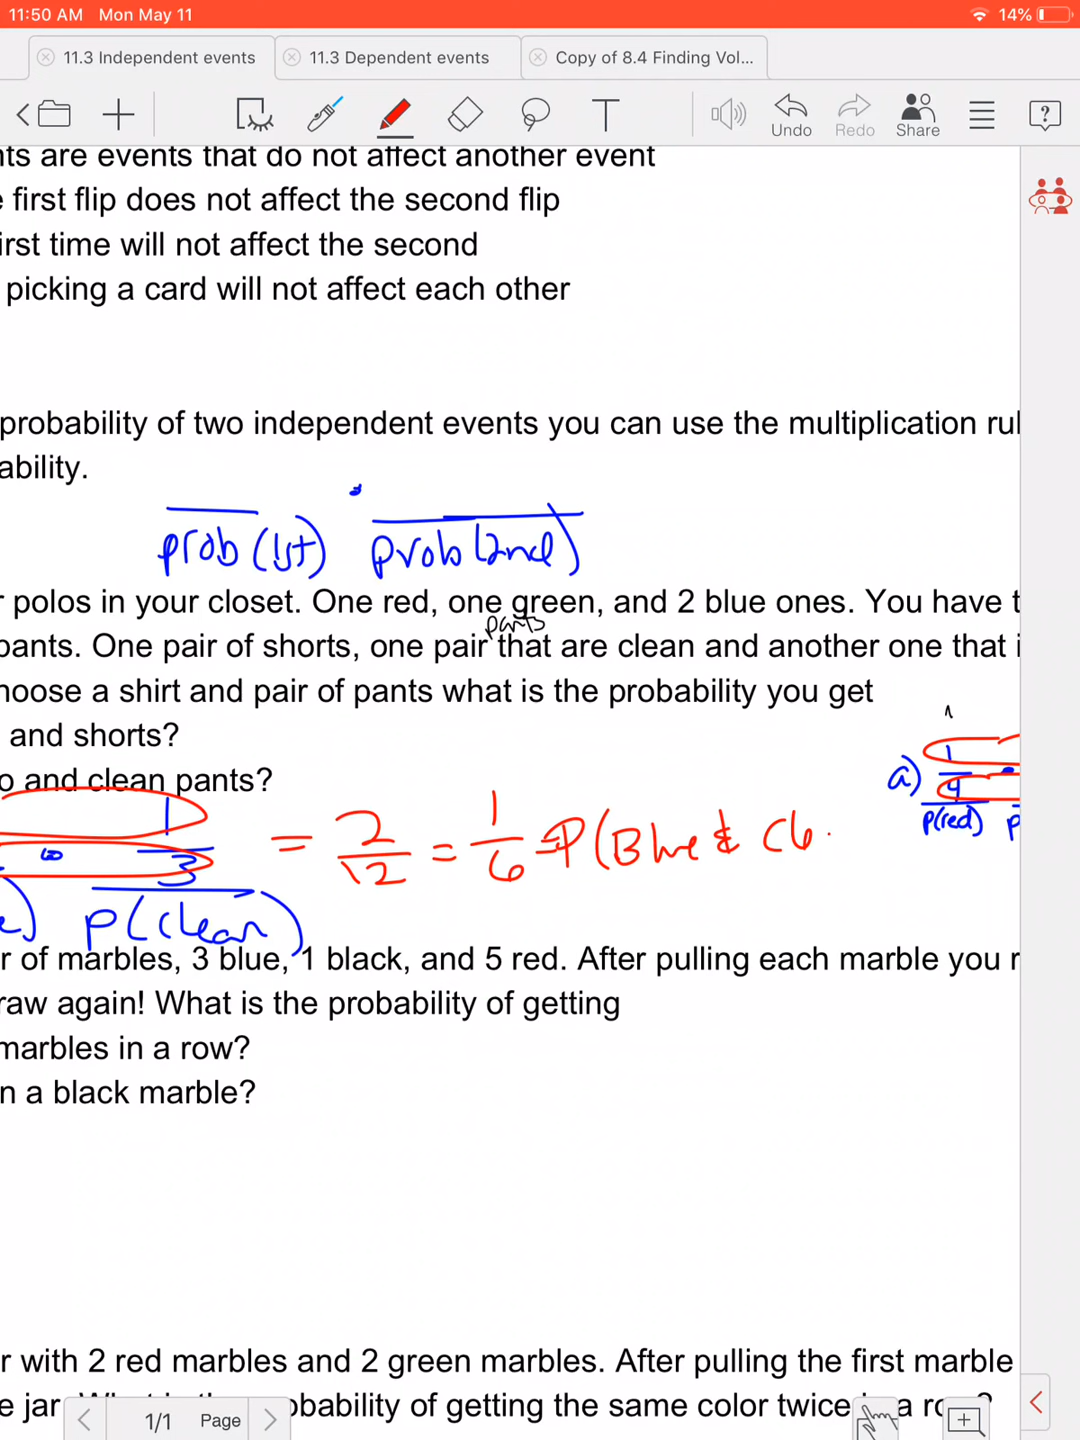 11:50 AM Mon May 11 14%
11.3 Independent events 11.3 Dependent events Copy of 8.4 Finding Vol...
T Undo Redo Share
nts are events that do not affect another event
first flip does not affect the second flip
irst time will not affect the second
picking a card will not affect each other
probability of two independent events you can use the multiplication rul
ability.
prob (1st) prob (2nd)
r polos in your closet. One red, one green, and 2 blue ones. You have t
pants
pants. One pair of shorts, one pair that are clean and another one that i
hoose a shirt and pair of pants what is the probability you get
and shorts?
o and clean pants?
a) 1/4
p(red) p
1/3 = 2/12 = 1/6 = P(Blue &
e) p(clean)
r of marbles, 3 blue, 1 black, and 5 red. After pulling each marble you r
raw again! What is the probability of getting
marbles in a row?
n a black marble?
r with 2 red marbles and 2 green marbles. After pulling the first marble
e jar obability of getting the same color twice a ro
1/1 Page